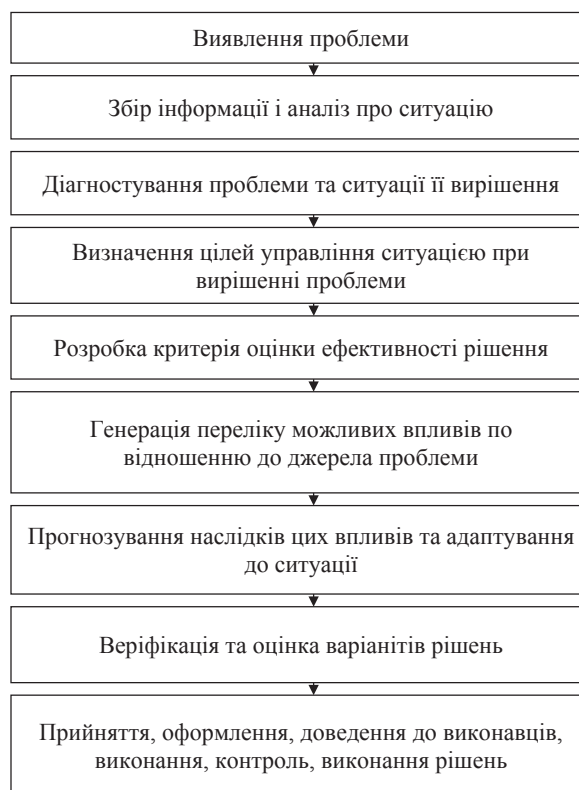 Виявлення проблеми
Збір інформації і аналіз про ситуацію
Діагностування проблеми та ситуації її вирішення
Визначення цілей управління ситуацією при
вирішенні проблеми
Розробка критерія оцінки ефективності рішення
Генерація переліку можливих впливів по
відношенню до джерела проблеми
Прогнозування наслідків цих впливів та адаптування
до ситуації
Веріфікація та оцінка варіанітів рішень
Прийняття, оформлення, доведення до виконавців,
виконання, контроль, виконання рішень